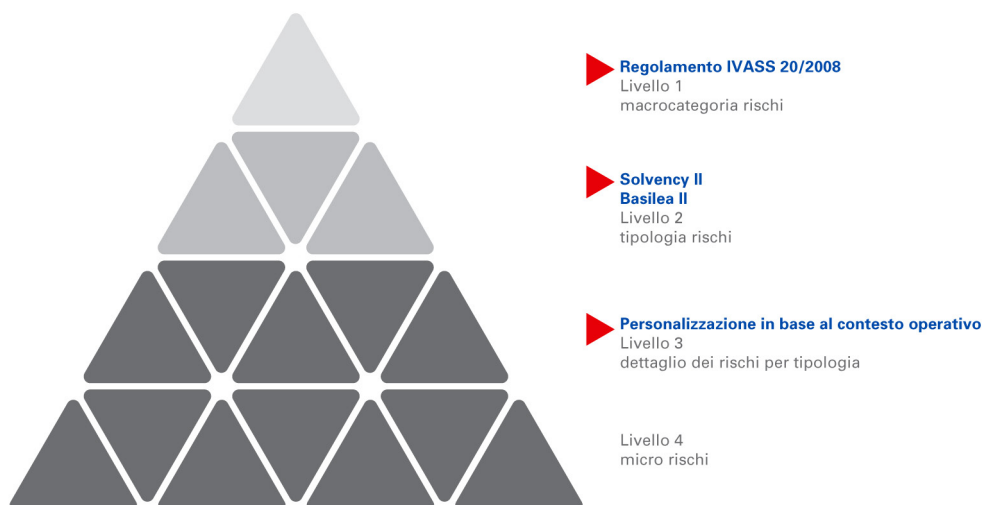 Regolamento IVASS 20/2008
Livello 1
macrocategoria rischi
Solvency II
Basilea II
Livello 2
tipologia rischi
Personalizzazione in base al contesto operativo
Livello 3
dettaglio dei rischi per tipologia
Livello 4
micro rischi